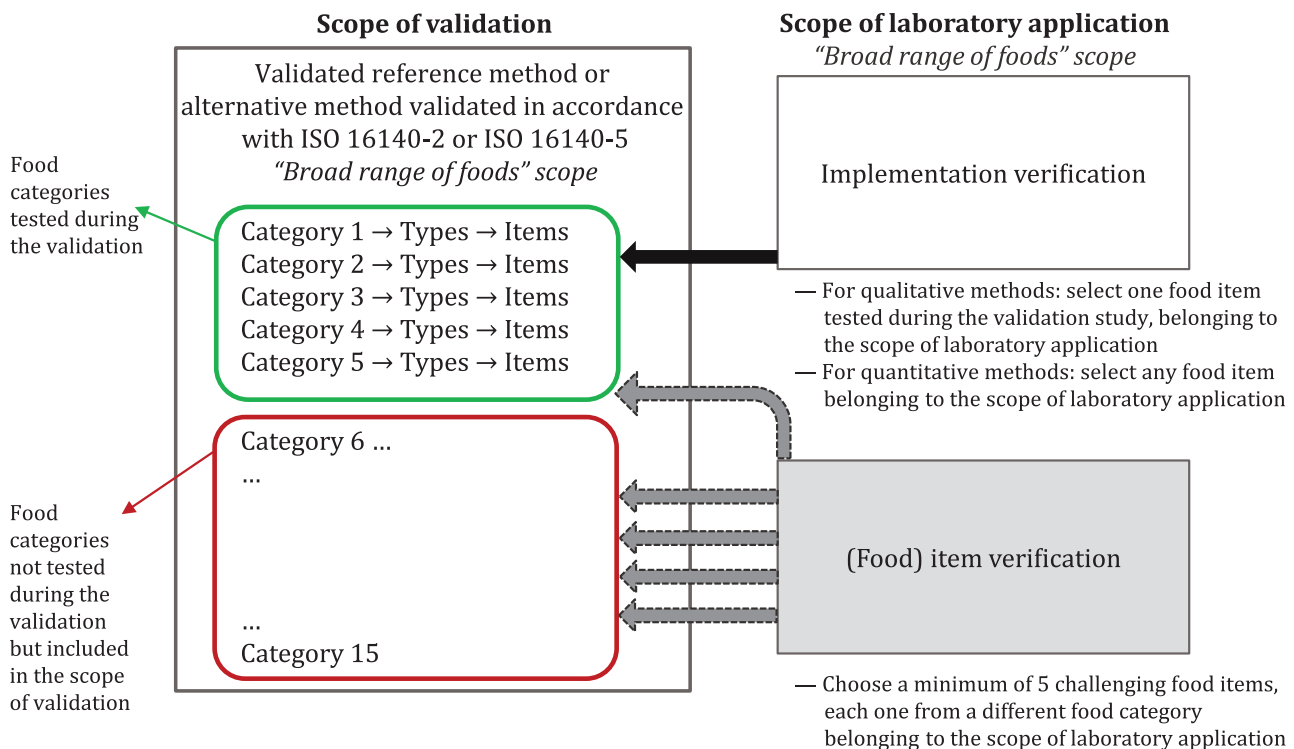 Scope of validation
Validated reference method or
alternative method validated in accordance
with ISO 16140-2 or ISO 16140-5
“Broad range of foods” scope
Food
categories
tested during
the validation
Category 1 → Types → Items
Category 2 → Types → Items
Category 3 → Types → Items
Category 4 → Types → Items
Category 5 → Types → Items
Category 6 ...
...
...
Category 15
Food
categories
not tested
during the
validation
but included
in the scope
of validation
Scope of laboratory application
“Broad range of foods” scope
Implementation verification
— For qualitative methods: select one food item
tested during the validation study, belonging to
the scope of laboratory application
— For quantitative methods: select any food item
belonging to the scope of laboratory application
(Food) item verification
— Choose a minimum of 5 challenging food items,
each one from a different food category
belonging to the scope of laboratory application